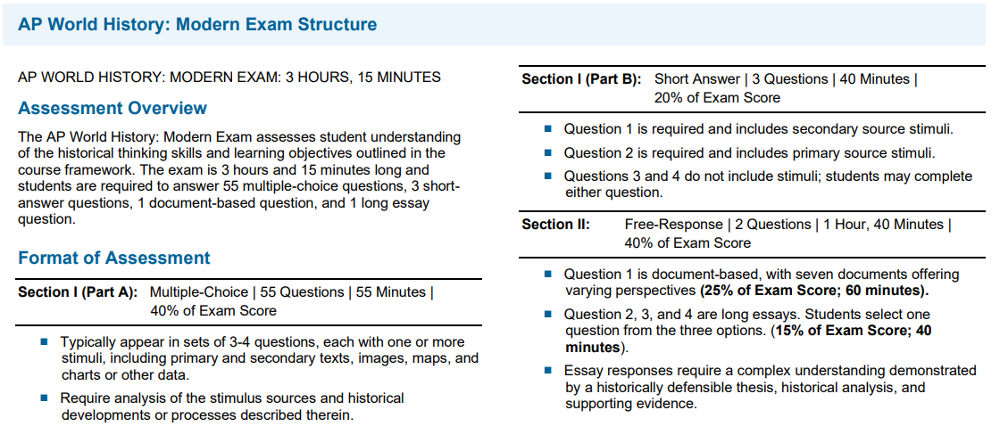 AP World History: Modern Exam Structure
AP WORLD HISTORY: MODERN EXAM: 3 HOURS, 15 MINUTES
Assessment Overview
The AP World History: Modern Exam assesses student understanding
of the historical thinking skills and learning objectives outlined in the
course framework. The exam is 3 hours and 15 minutes long and
students are required to answer 55 multiple-choice questions, 3 short-
answer questions, 1 document-based question, and 1 long essay
question.
Format of Assessment
Section I (Part A): Multiple-Choice | 55 Questions | 55 Minutes |
40% of Exam Score
■ Typically appear in sets of 3-4 questions, each with one or more
stimuli, including primary and secondary texts, images, maps, and
charts or other data.
■ Require analysis of the stimulus sources and historical
developments or processes described therein.
Section I (Part B): Short Answer | 3 Questions | 40 Minutes |
20% of Exam Score
■ Question 1 is required and includes secondary source stimuli.
■ Question 2 is required and includes primary source stimuli.
■ Questions 3 and 4 do not include stimuli; students may complete
either question.
Section II: Free-Response | 2 Questions | 1 Hour, 40 Minutes |
40% of Exam Score
■ Question 1 is document-based, with seven documents offering
varying perspectives (25% of Exam Score; 60 minutes).
■ Question 2, 3, and 4 are long essays. Students select one
question from the three options. (15% of Exam Score; 40
minutes).
■ Essay responses require a complex understanding demonstrated
by a historically defensible thesis, historical analysis, and
supporting evidence.